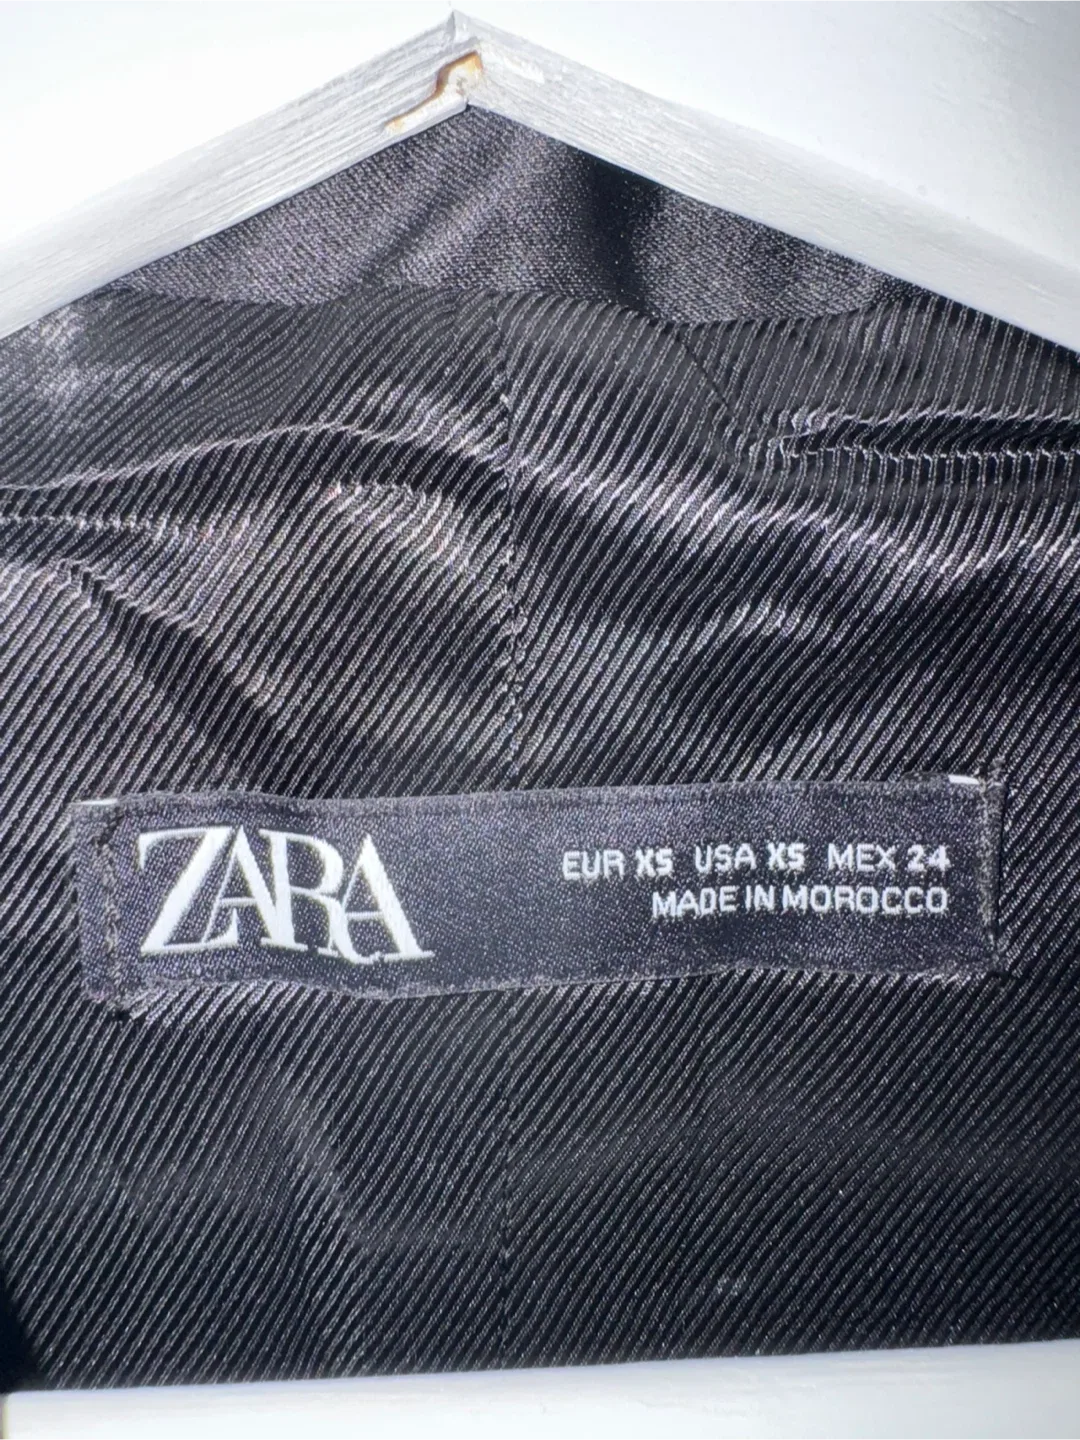 ZARA
EUR XS USA XS MEX 24
MADE IN MOROCCO